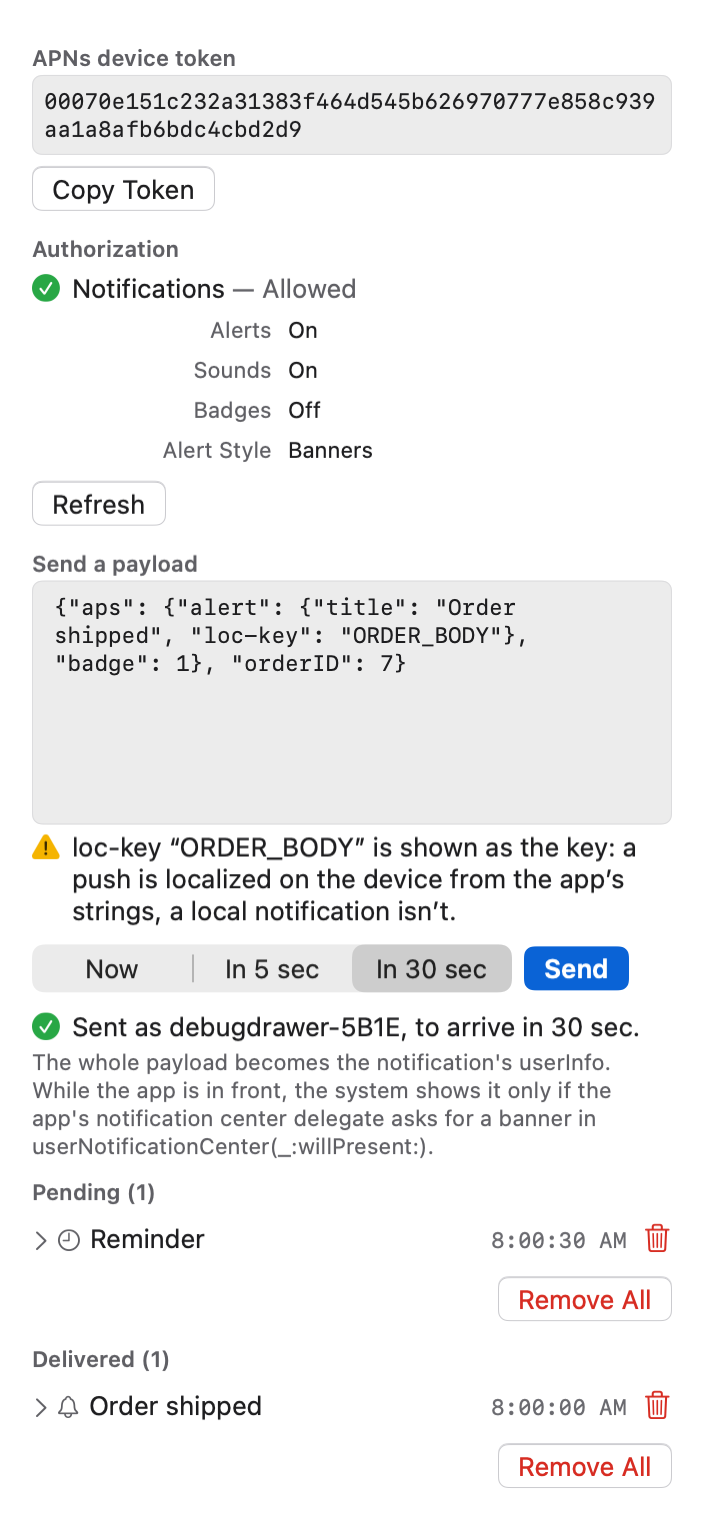 APNs device token
00070e151c232a31383f464d545b626970777e858c939
aa1a8afb6bdc4cbd2d9
Copy Token
Authorization
Notifications — Allowed
Alerts On
Sounds On
Badges Off
Alert Style Banners
Refresh
Send a payload
{"aps": {"alert": {"title": "Order
shipped", "loc-key": "ORDER_BODY"},
"badge": 1}, "orderID": 7}
loc-key “ORDER_BODY” is shown as the key: a
push is localized on the device from the app’s
strings, a local notification isn’t.
Now In 5 sec In 30 sec Send
Sent as debugdrawer-5B1E, to arrive in 30 sec.
The whole payload becomes the notification's userInfo.
While the app is in front, the system shows it only if the
app's notification center delegate asks for a banner in
userNotificationCenter(_:willPresent:).
Pending (1)
Reminder 8:00:30 AM
Remove All
Delivered (1)
Order shipped 8:00:00 AM
Remove All